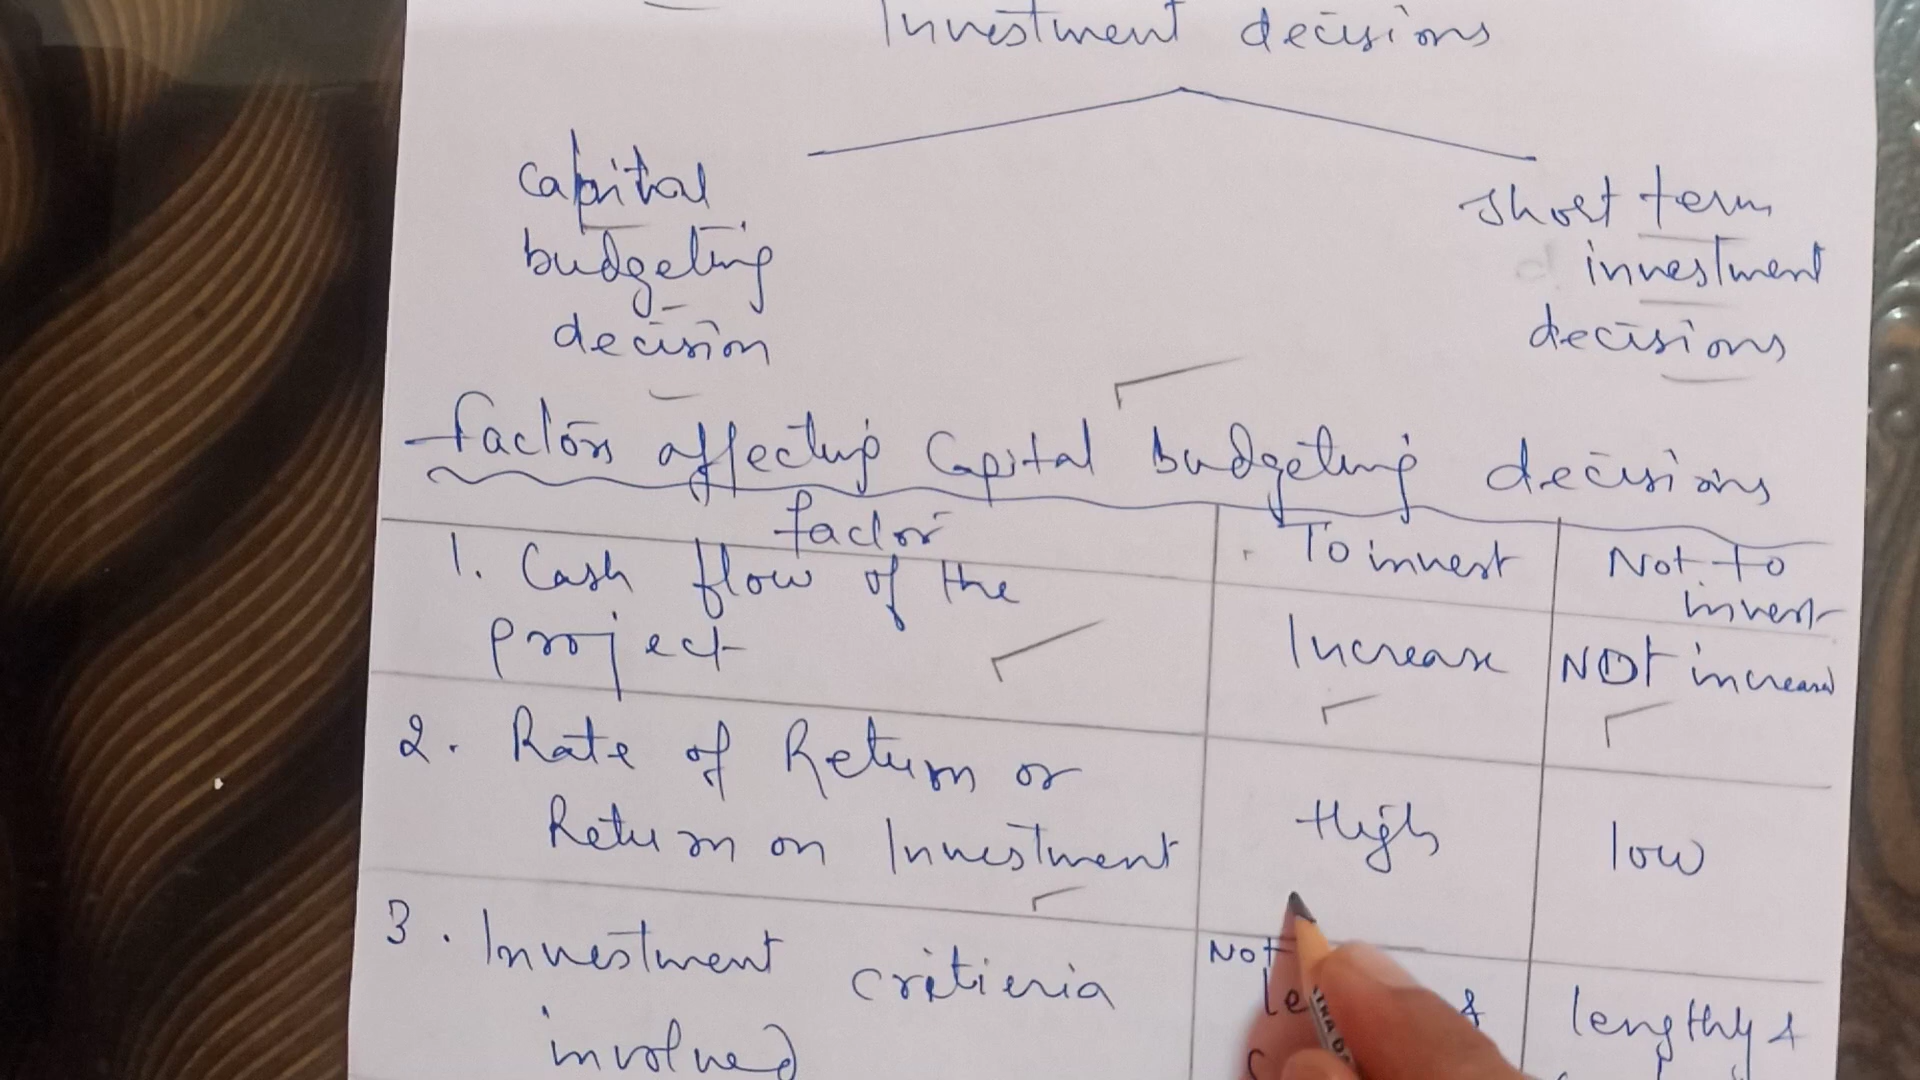 Investment decisions
Capital
budgeting
decision
Short term
investment
decisions
factors affecting Capital budgeting decisions
factor
To invest
Not to
invest
1. Cash flow of the
project
Increase
NOT increased
2. Rate of Return or
Return on Investment
High
low
3. Investment critieria
involved
Not
&
lengthy &